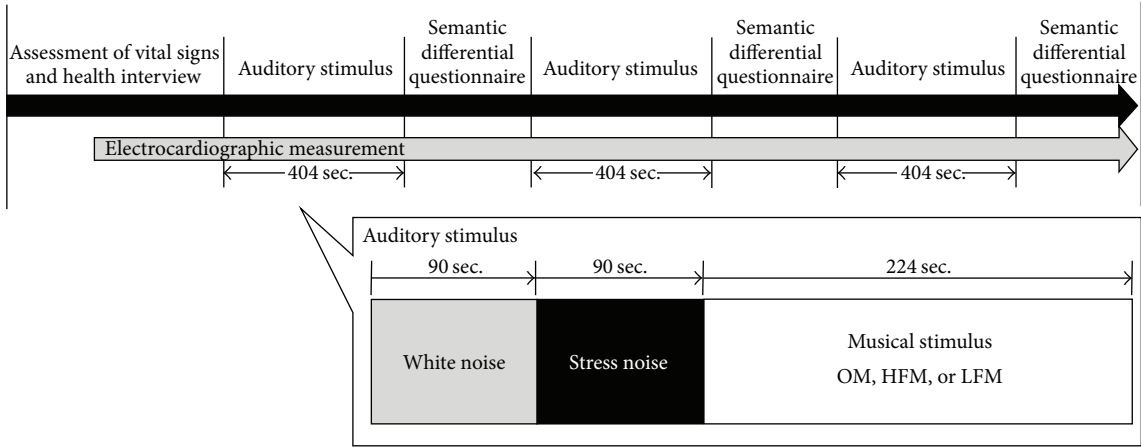 Assessment of vital signs
and health interview
Auditory stimulus
Semantic
differential
questionnaire
Auditory stimulus
Semantic
differential
questionnaire
Auditory stimulus
Semantic
differential
questionnaire
Electrocardiographic measurement
404 sec.
404 sec.
404 sec.
Auditory stimulus
90 sec.
90 sec.
224 sec.
White noise
Stress noise
Musical stimulus
OM, HFM, or LFM